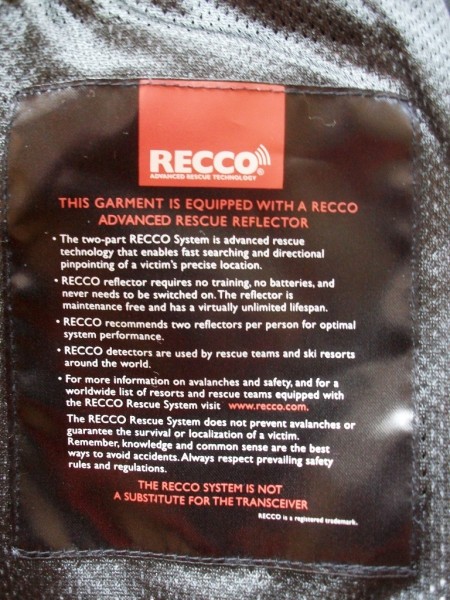 RECCO®
ADVANCED RESCUE TECHNOLOGY
THIS GARMENT IS EQUIPPED WITH A RECCO
ADVANCED RESCUE REFLECTOR
• The two-part RECCO System is advanced rescue
technology that enables fast searching and directional
pinpointing of a victim's precise location.
• RECCO reflector requires no training, no batteries, and
never needs to be switched on. The reflector is
maintenance free and has a virtually unlimited lifespan.
• RECCO recommends two reflectors per person for optimal
system performance.
• RECCO detectors are used by rescue teams and ski resorts
around the world.
• For more information on avalanches and safety, and for a
worldwide list of resorts and rescue teams equipped with
the RECCO Rescue System visit www.recco.com.
The RECCO Rescue System does not prevent avalanches or
guarantee the survival or localization of a victim.
Remember, knowledge and common sense are the best
ways to avoid accidents. Always respect prevailing safety
rules and regulations.
THE RECCO SYSTEM IS NOT
A SUBSTITUTE FOR THE TRANSCEIVER
RECCO is a registered trademark.